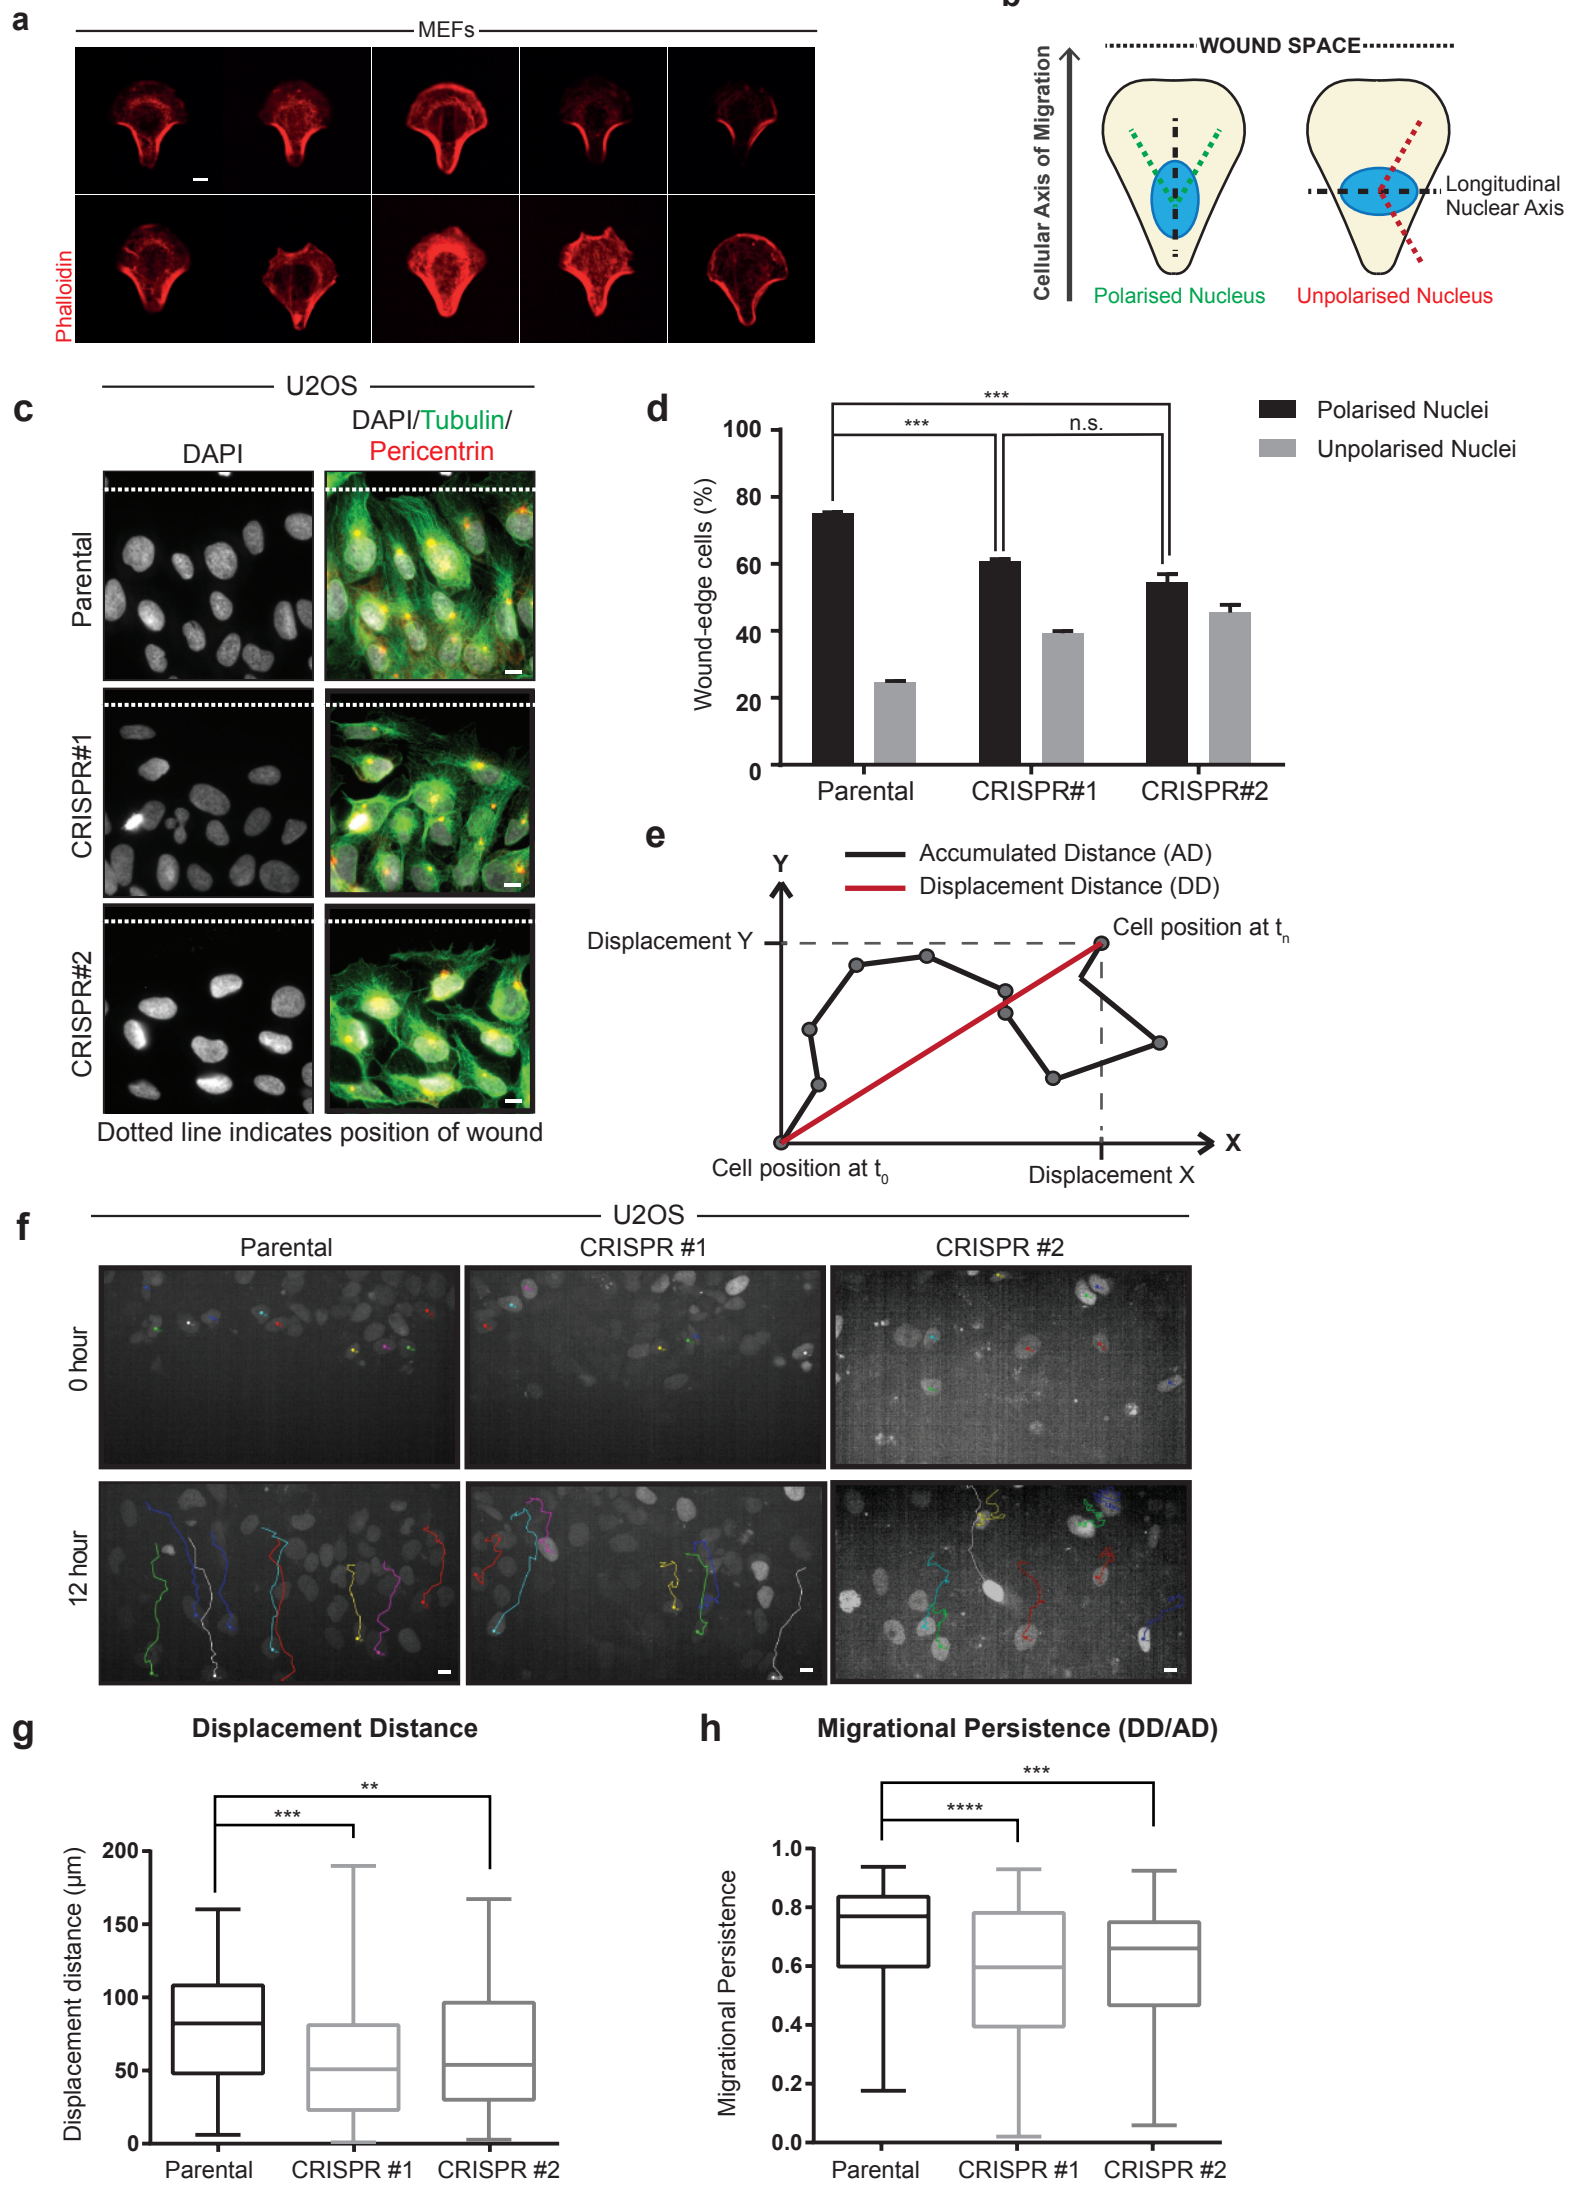 a
MEFs
Phalloidin
b
WOUND SPACE
Cellular Axis of Migration
Longitudinal
Nuclear Axis
Polarised Nucleus
Unpolarised Nucleus
c
U2OS
DAPI
DAPI/Tubulin/
Pericentrin
Parental
CRISPR#1
CRISPR#2
Dotted line indicates position of wound
d
***
***
n.s.
Polarised Nuclei
Unpolarised Nuclei
Wound-edge cells (%)
100
80
60
40
20
0
Parental
CRISPR#1
CRISPR#2
e
Y
Accumulated Distance (AD)
Displacement Distance (DD)
Displacement Y
Cell position at tn
X
Cell position at t0
Displacement X
f
U2OS
Parental
CRISPR #1
CRISPR #2
0 hour
12 hour
g
Displacement Distance
**
***
Displacement distance (µm)
200
150
100
50
0
Parental
CRISPR #1
CRISPR #2
h
Migrational Persistence (DD/AD)
***
****
Migrational Persistence
1.0
0.8
0.6
0.4
0.2
0.0
Parental
CRISPR #1
CRISPR #2